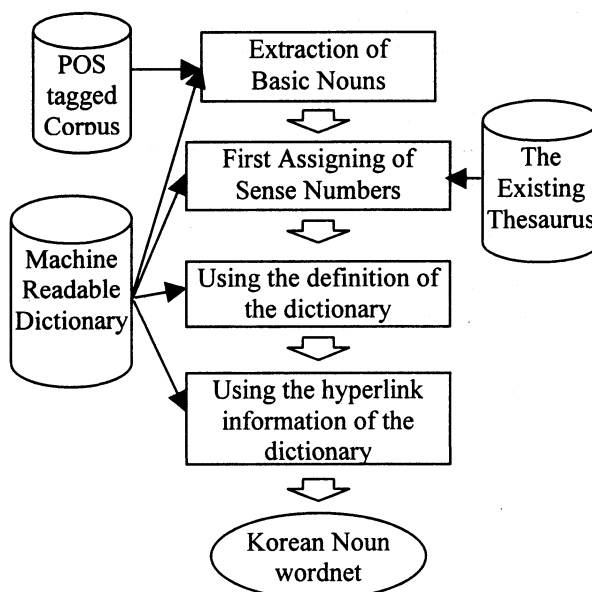 POS
tagged
Corpus
Extraction of
Basic Nouns
First Assigning of
Sense Numbers
The
Existing
Thesaurus
Machine
Readable
Dictionary
Using the definition of
the dictionary
Using the hyperlink
information of the
dictionary
Korean Noun
wordnet